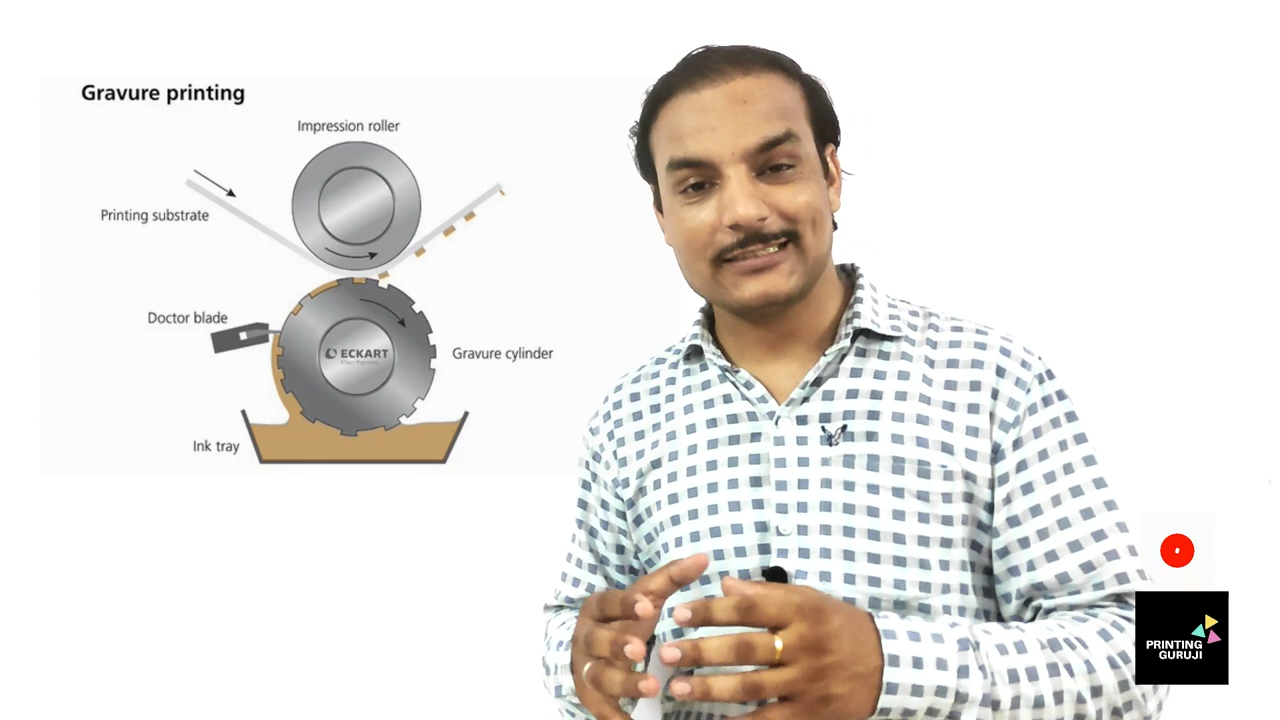 Gravure printing
Impression roller
Printing substrate
Doctor blade
ECKART
Gravure cylinder
Ink tray
PRINTING
GURUJI